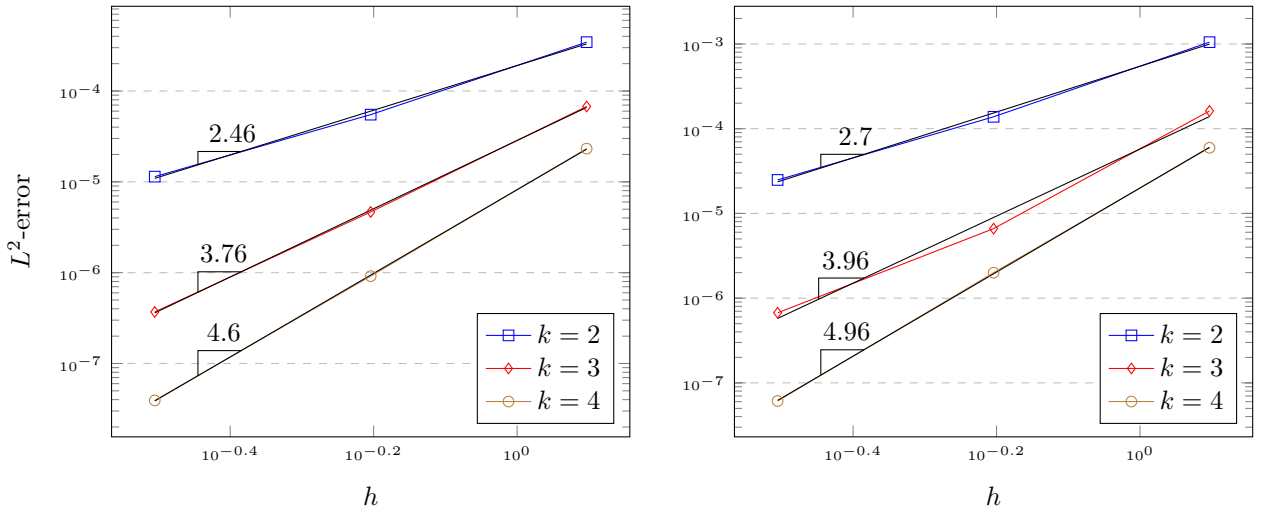 10^{-4}
10^{-5}
10^{-6}
10^{-7}
L^2-error
2.46
3.76
4.6
k = 2
k = 3
k = 4
10^{-0.4}
10^{-0.2}
10^0
h
10^{-3}
10^{-4}
10^{-5}
10^{-6}
10^{-7}
2.7
3.96
4.96
k = 2
k = 3
k = 4
10^{-0.4}
10^{-0.2}
10^0
h